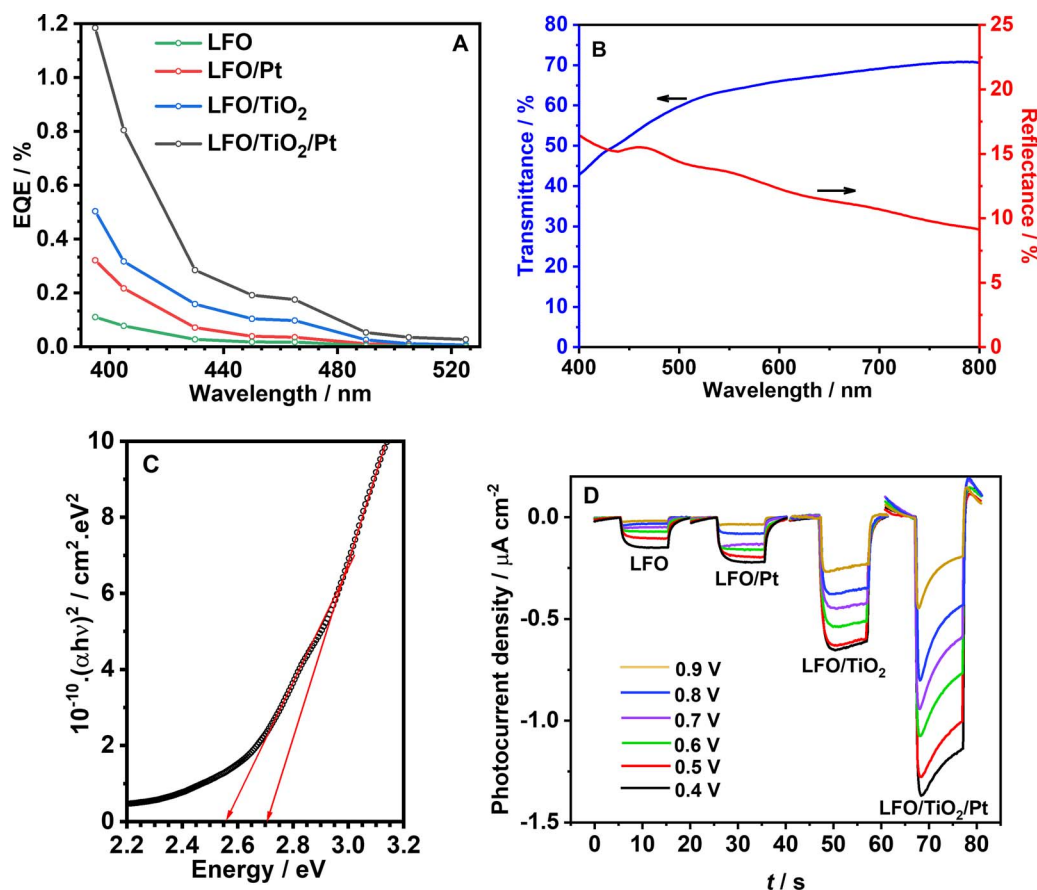 A
LFO
LFO/Pt
LFO/TiO₂
LFO/TiO₂/Pt
EQE / %
1.2
1.0
0.8
0.6
0.4
0.2
0.0
400
440
480
520
Wavelength / nm
B
Transmittance / %
80
70
60
50
40
30
20
10
0
Reflectance / %
25
20
15
10
5
0
400
500
600
700
800
Wavelength / nm
C
10⁻¹⁰.(αhν)² / cm².eV²
10
8
6
4
2
0
2.2
2.4
2.6
2.8
3.0
3.2
Energy / eV
D
Photocurrent density / μA cm⁻²
0.0
-0.5
-1.0
-1.5
LFO
LFO/Pt
LFO/TiO₂
LFO/TiO₂/Pt
0.9 V
0.8 V
0.7 V
0.6 V
0.5 V
0.4 V
0
10
20
30
40
50
60
70
80
t / s